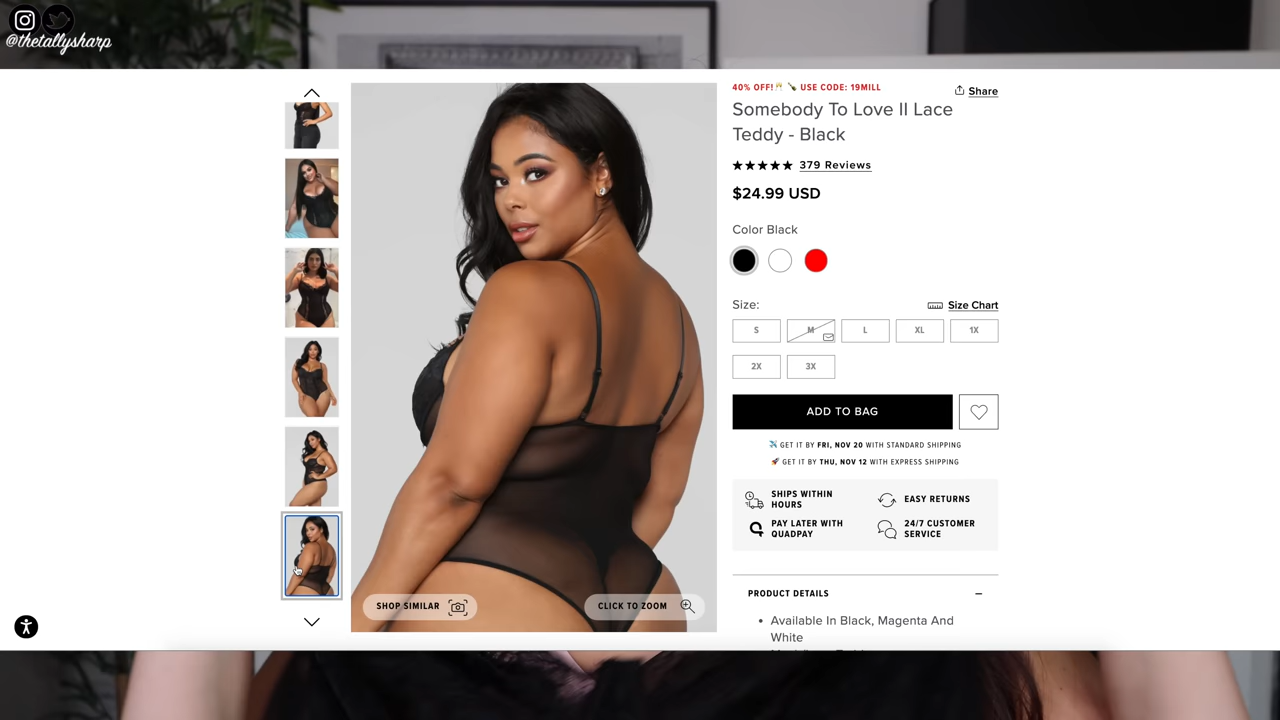 @thetallysharp
40% OFF!🥂 🍾 USE CODE: 19MILL
Share
Somebody To Love II Lace
Teddy - Black
379 Reviews
$24.99 USD
Color Black
Size:
Size Chart
S
M
L
XL
1X
2X
3X
ADD TO BAG
✈️ GET IT BY FRI, NOV 20 WITH STANDARD SHIPPING
🚀 GET IT BY THU, NOV 12 WITH EXPRESS SHIPPING
SHIPS WITHIN
HOURS
EASY RETURNS
PAY LATER WITH
QUADPAY
24/7 CUSTOMER
SERVICE
SHOP SIMILAR
CLICK TO ZOOM
PRODUCT DETAILS
• Available In Black, Magenta And
White